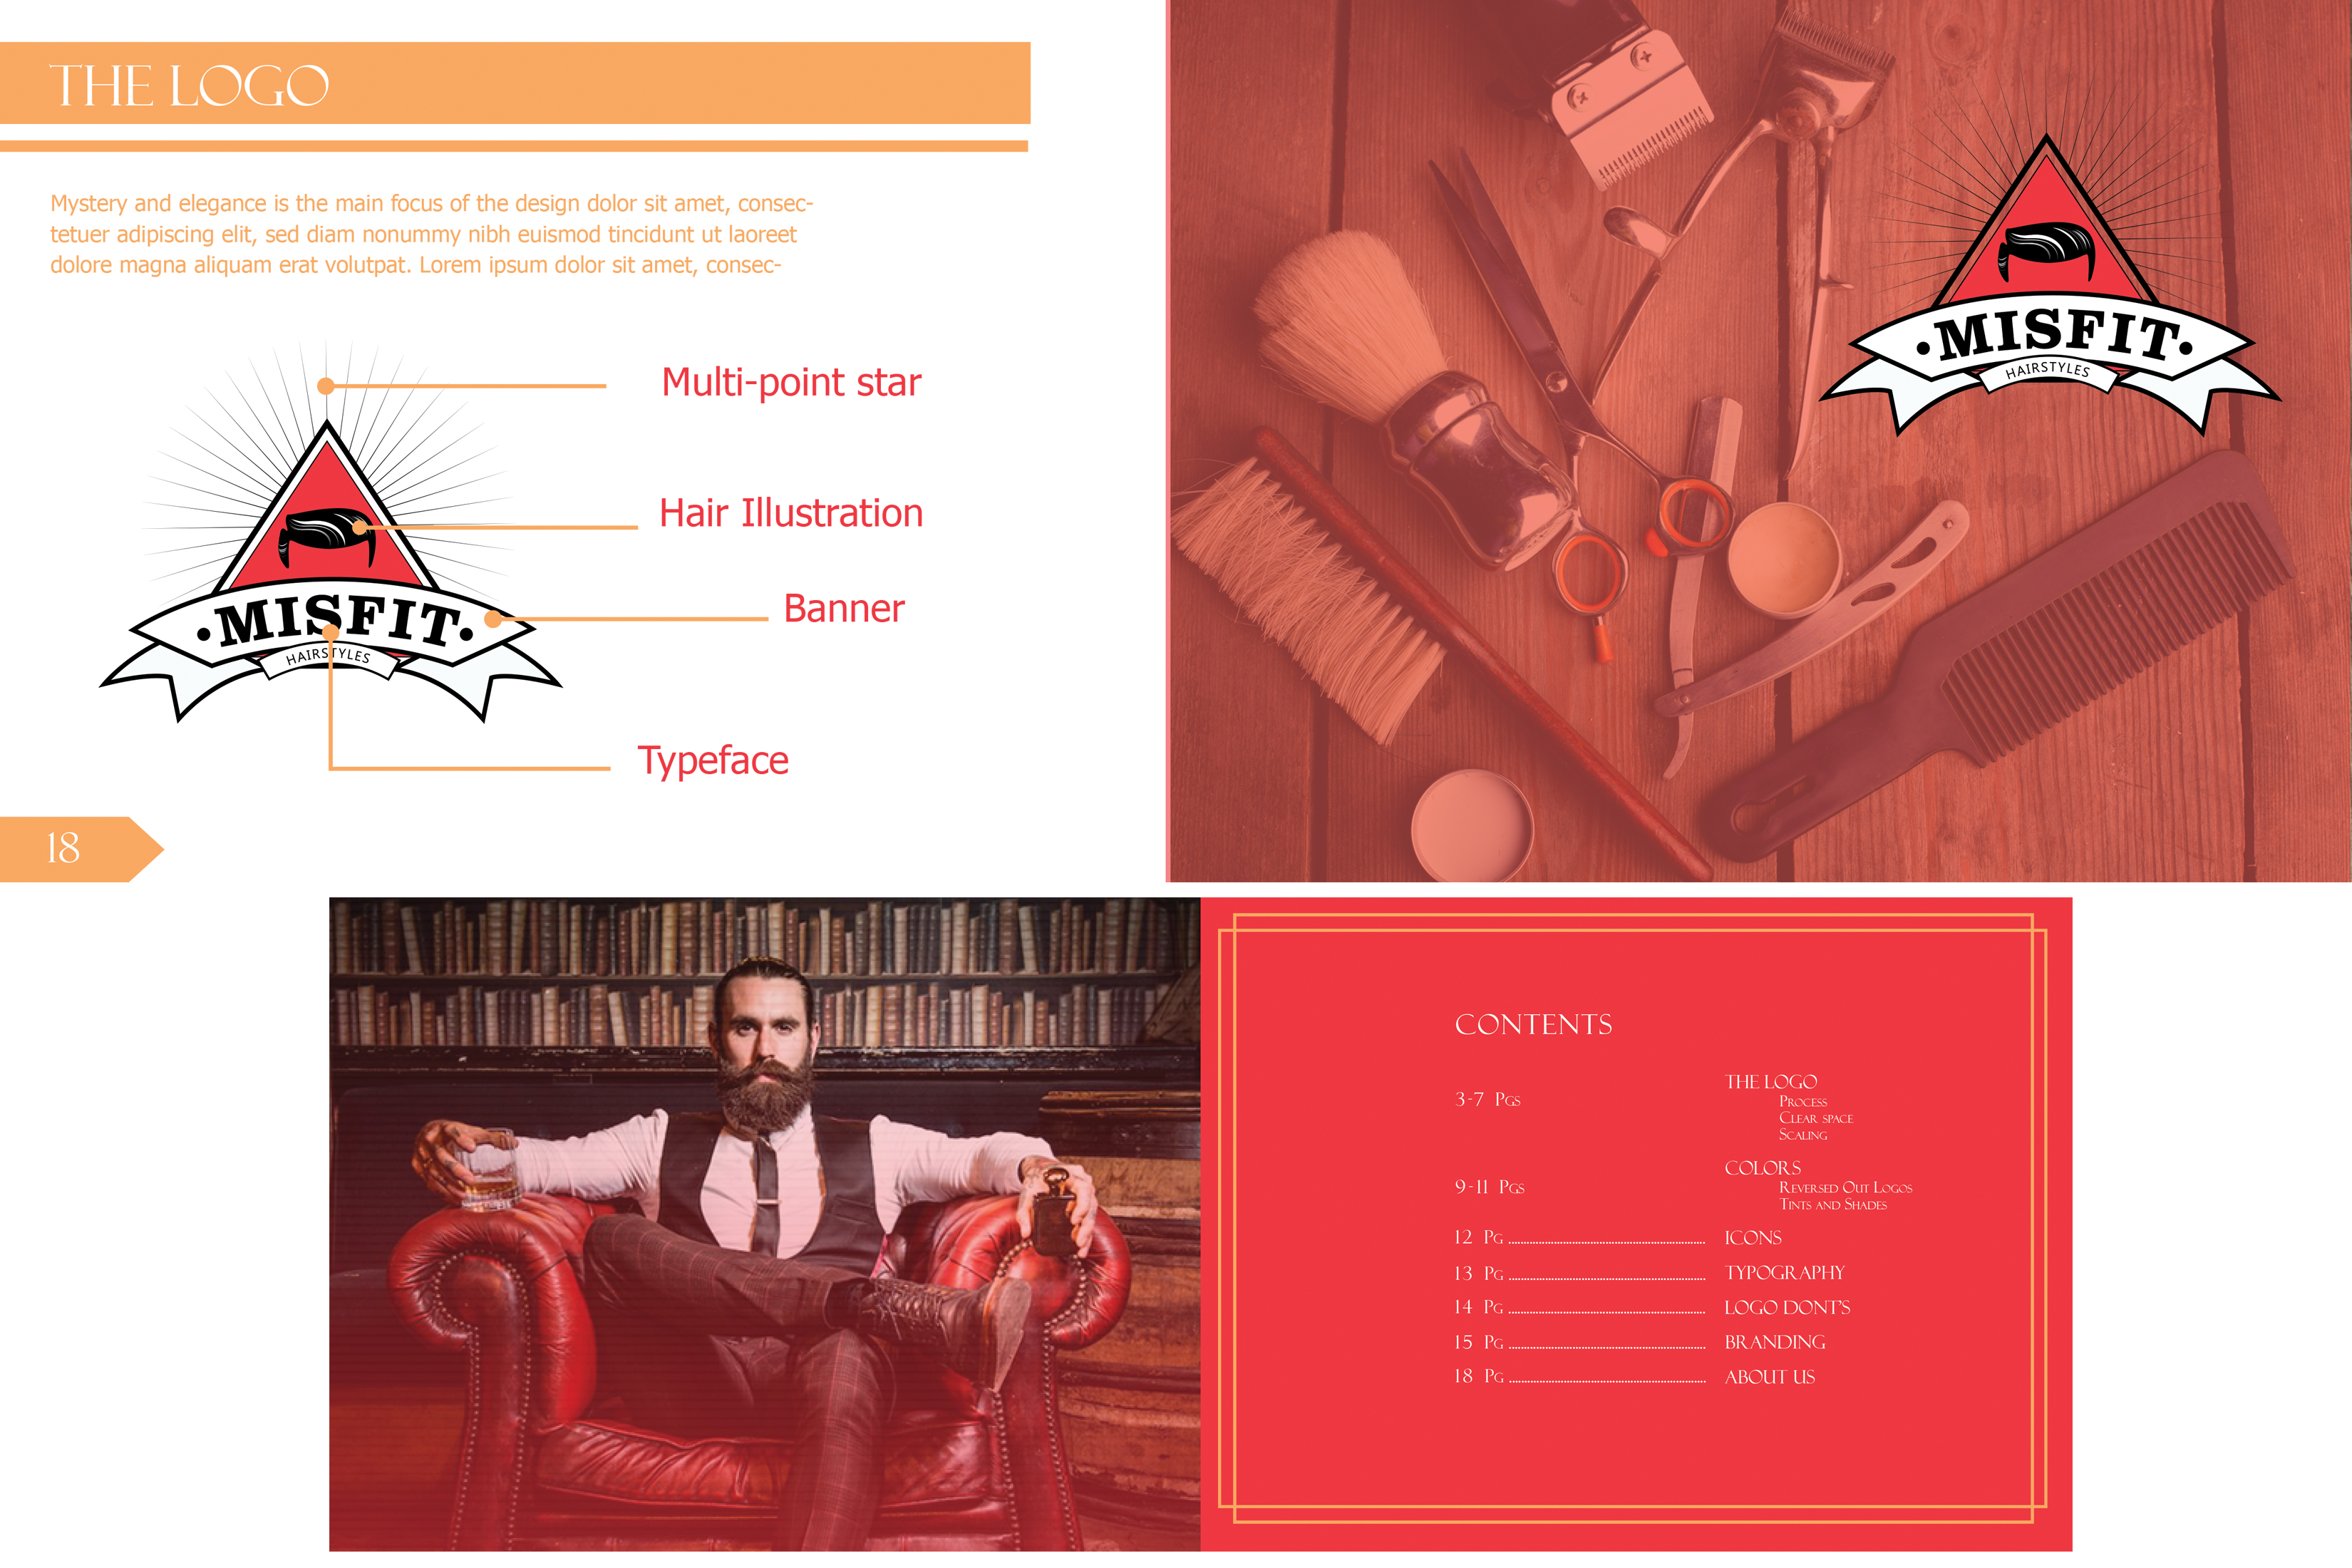 THE LOGO
Mystery and elegance is the main focus of the design dolor sit amet, consec-
tetuer adipiscing elit, sed diam nonummy nibh euismod tincidunt ut laoreet
dolore magna aliquam erat volutpat. Lorem ipsum dolor sit amet, consec-
Multi-point star
Hair Illustration
Banner
•MISFIT•
HAIRSTYLES
Typeface
18
•MISFIT•
HAIRSTYLES
CONTENTS
3-7 Pgs
THE LOGO
Process
Clear space
Scaling
9-11 Pgs
COLORS
Reversed Out Logos
Tints and Shades
12 Pg ........ ICONS
13 Pg ........ TYPOGRAPHY
14 Pg ........ LOGO DONT'S
15 Pg ........ BRANDING
18 Pg ........ ABOUT US